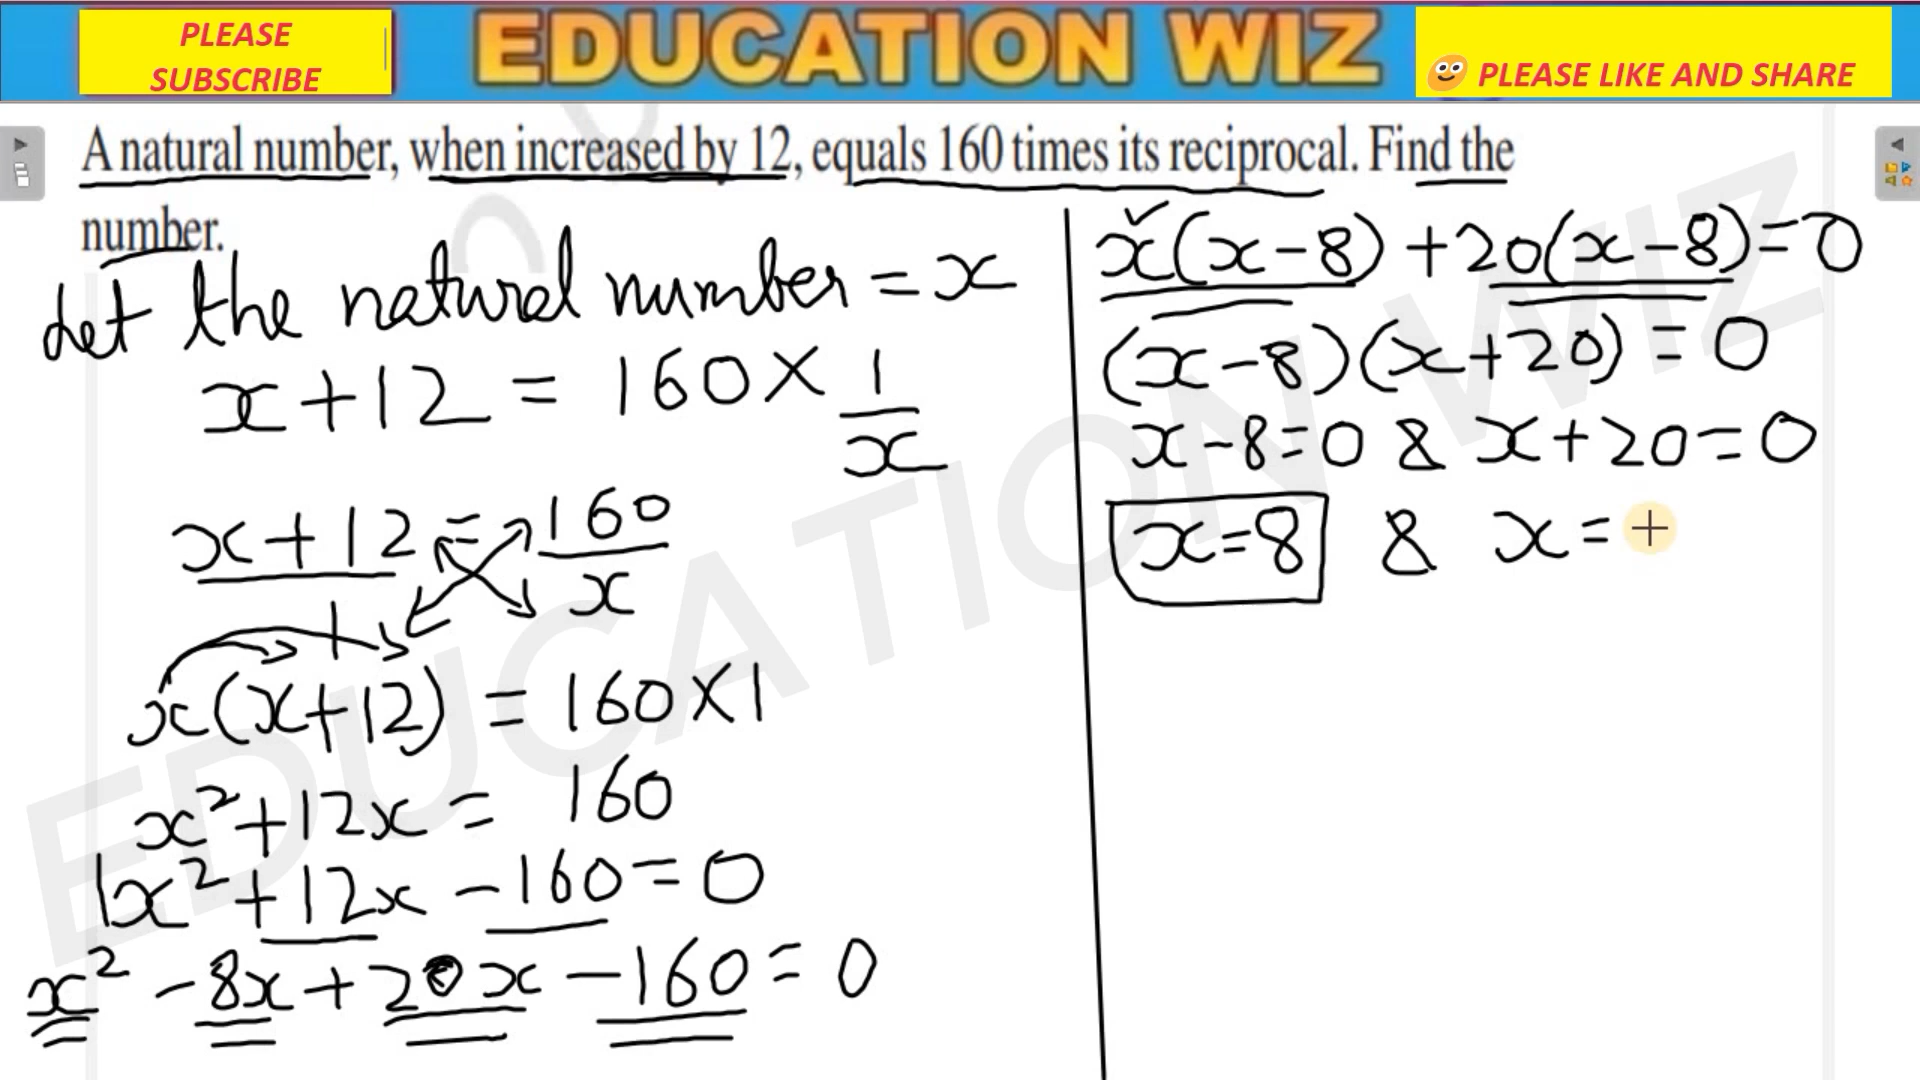 PLEASE
SUBSCRIBE
EDUCATION WIZ
PLEASE LIKE AND SHARE
A natural number, when increased by 12, equals 160 times its reciprocal. Find the
number.
Let the natural number = x
x + 12 = 160 × 1/x
x + 12 / 1 = 160 / x
x(x+12) = 160 × 1
x² + 12x = 160
1x² + 12x - 160 = 0
x² - 8x + 20x - 160 = 0
x(x-8) + 20(x-8) = 0
(x-8)(x+20) = 0
x-8=0 & x+20=0
x=8 & x=
EDUCATION WIZ